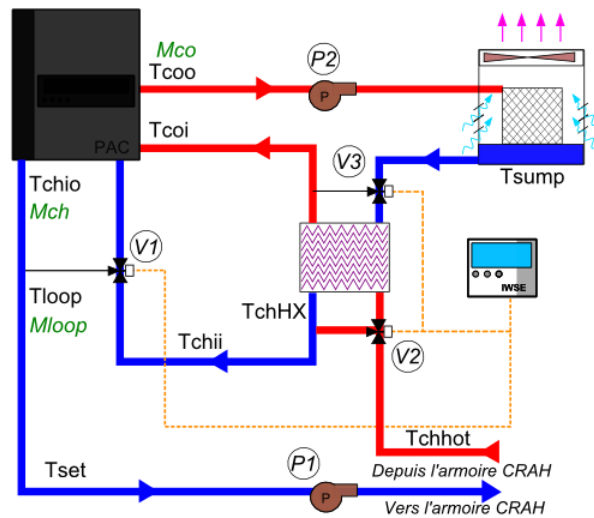 Mco
Tcoo
P2
P
Tcoi
PAC
V3
Tsump
Tchio
Mch
V1
Tloop
Mloop
IWSE
TchHX
Tchii
V2
Tchhot
Depuis l'armoire CRAH
Tset
P1
P
Vers l'armoire CRAH